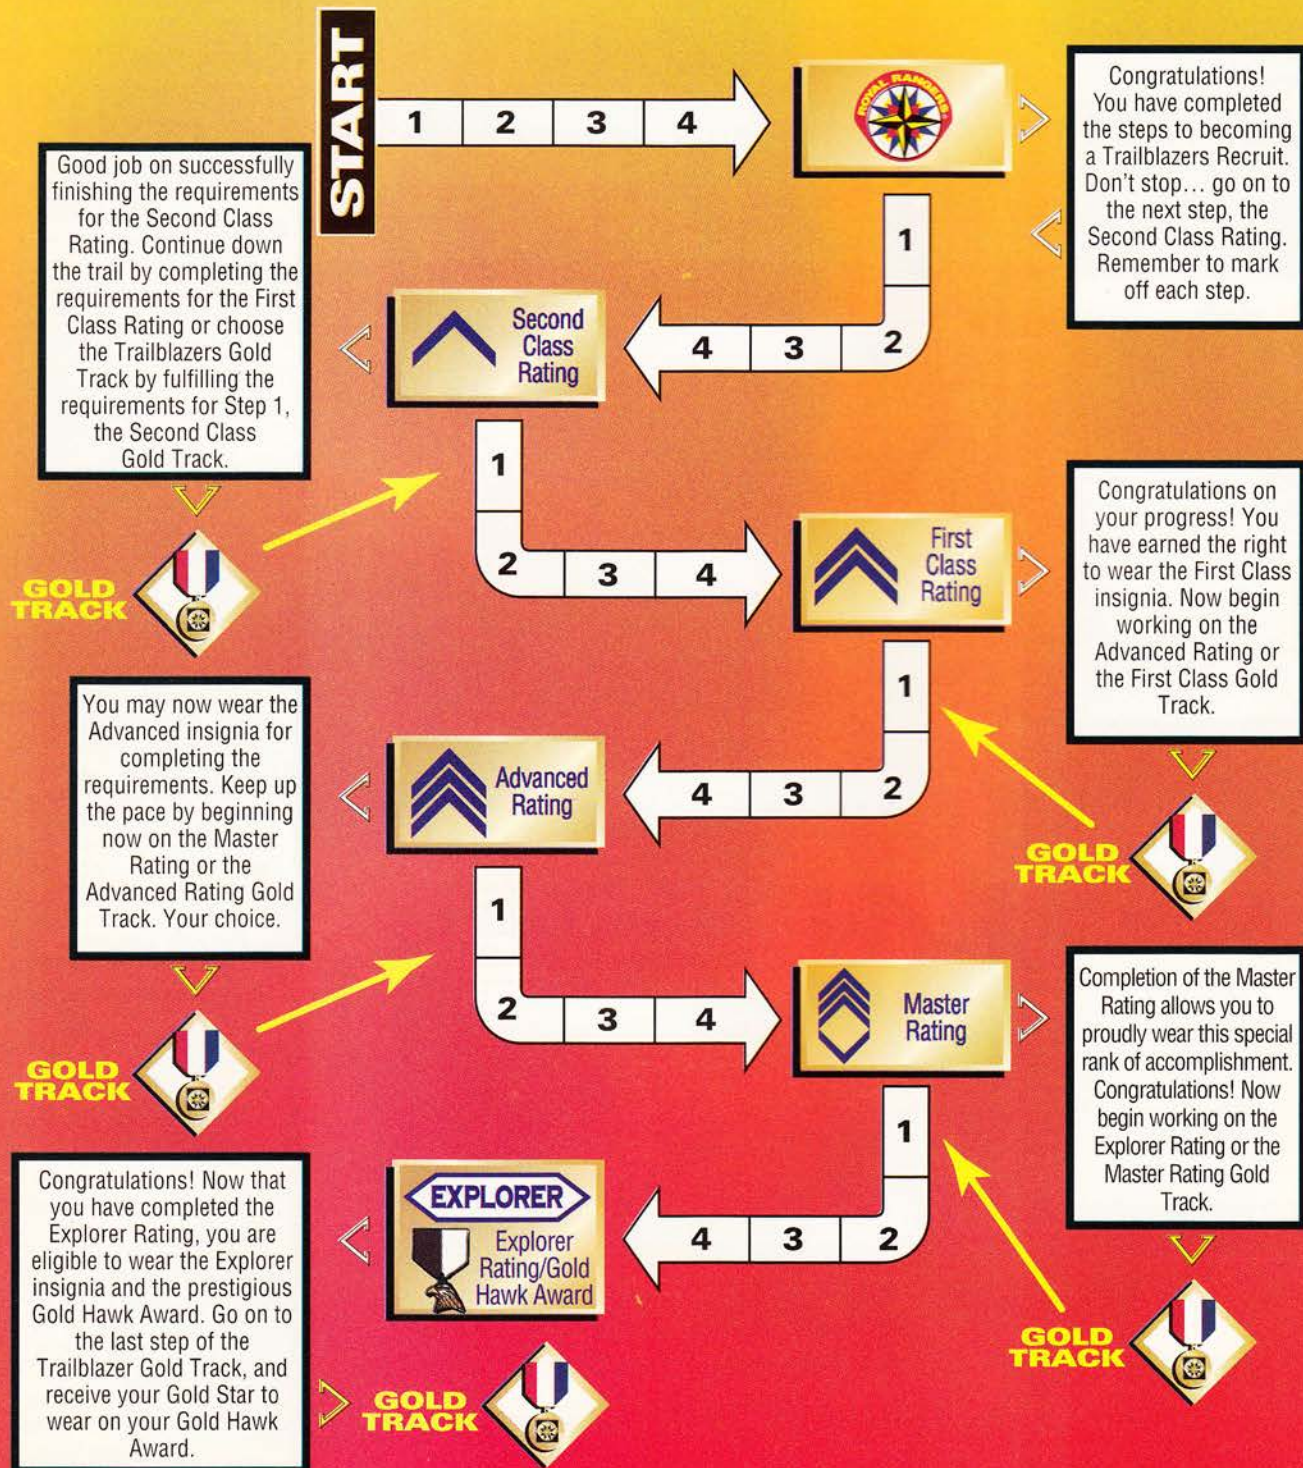 START
1 2 3 4
ROYAL RANGERS
Congratulations!
You have completed
the steps to becoming
a Trailblazers Recruit.
Don't stop... go on to
the next step, the
Second Class Rating.
Remember to mark
off each step.
1
2
3
4
Second
Class
Rating
Good job on successfully
finishing the requirements
for the Second Class
Rating. Continue down
the trail by completing the
requirements for the First
Class Rating or choose
the Trailblazers Gold
Track by fulfilling the
requirements for Step 1,
the Second Class
Gold Track.
GOLD
TRACK
1
2
3
4
First
Class
Rating
Congratulations on
your progress! You
have earned the right
to wear the First Class
insignia. Now begin
working on the
Advanced Rating or
the First Class Gold
Track.
GOLD
TRACK
1
2
3
4
Advanced
Rating
You may now wear the
Advanced insignia for
completing the
requirements. Keep up
the pace by beginning
now on the Master
Rating or the
Advanced Rating Gold
Track. Your choice.
GOLD
TRACK
1
2
3
4
Master
Rating
Completion of the Master
Rating allows you to
proudly wear this special
rank of accomplishment.
Congratulations! Now
begin working on the
Explorer Rating or the
Master Rating Gold
Track.
GOLD
TRACK
1
2
3
4
EXPLORER
Explorer
Rating/Gold
Hawk Award
Congratulations! Now that
you have completed the
Explorer Rating, you are
eligible to wear the Explorer
insignia and the prestigious
Gold Hawk Award. Go on to
the last step of the
Trailblazer Gold Track, and
receive your Gold Star to
wear on your Gold Hawk
Award.
GOLD
TRACK